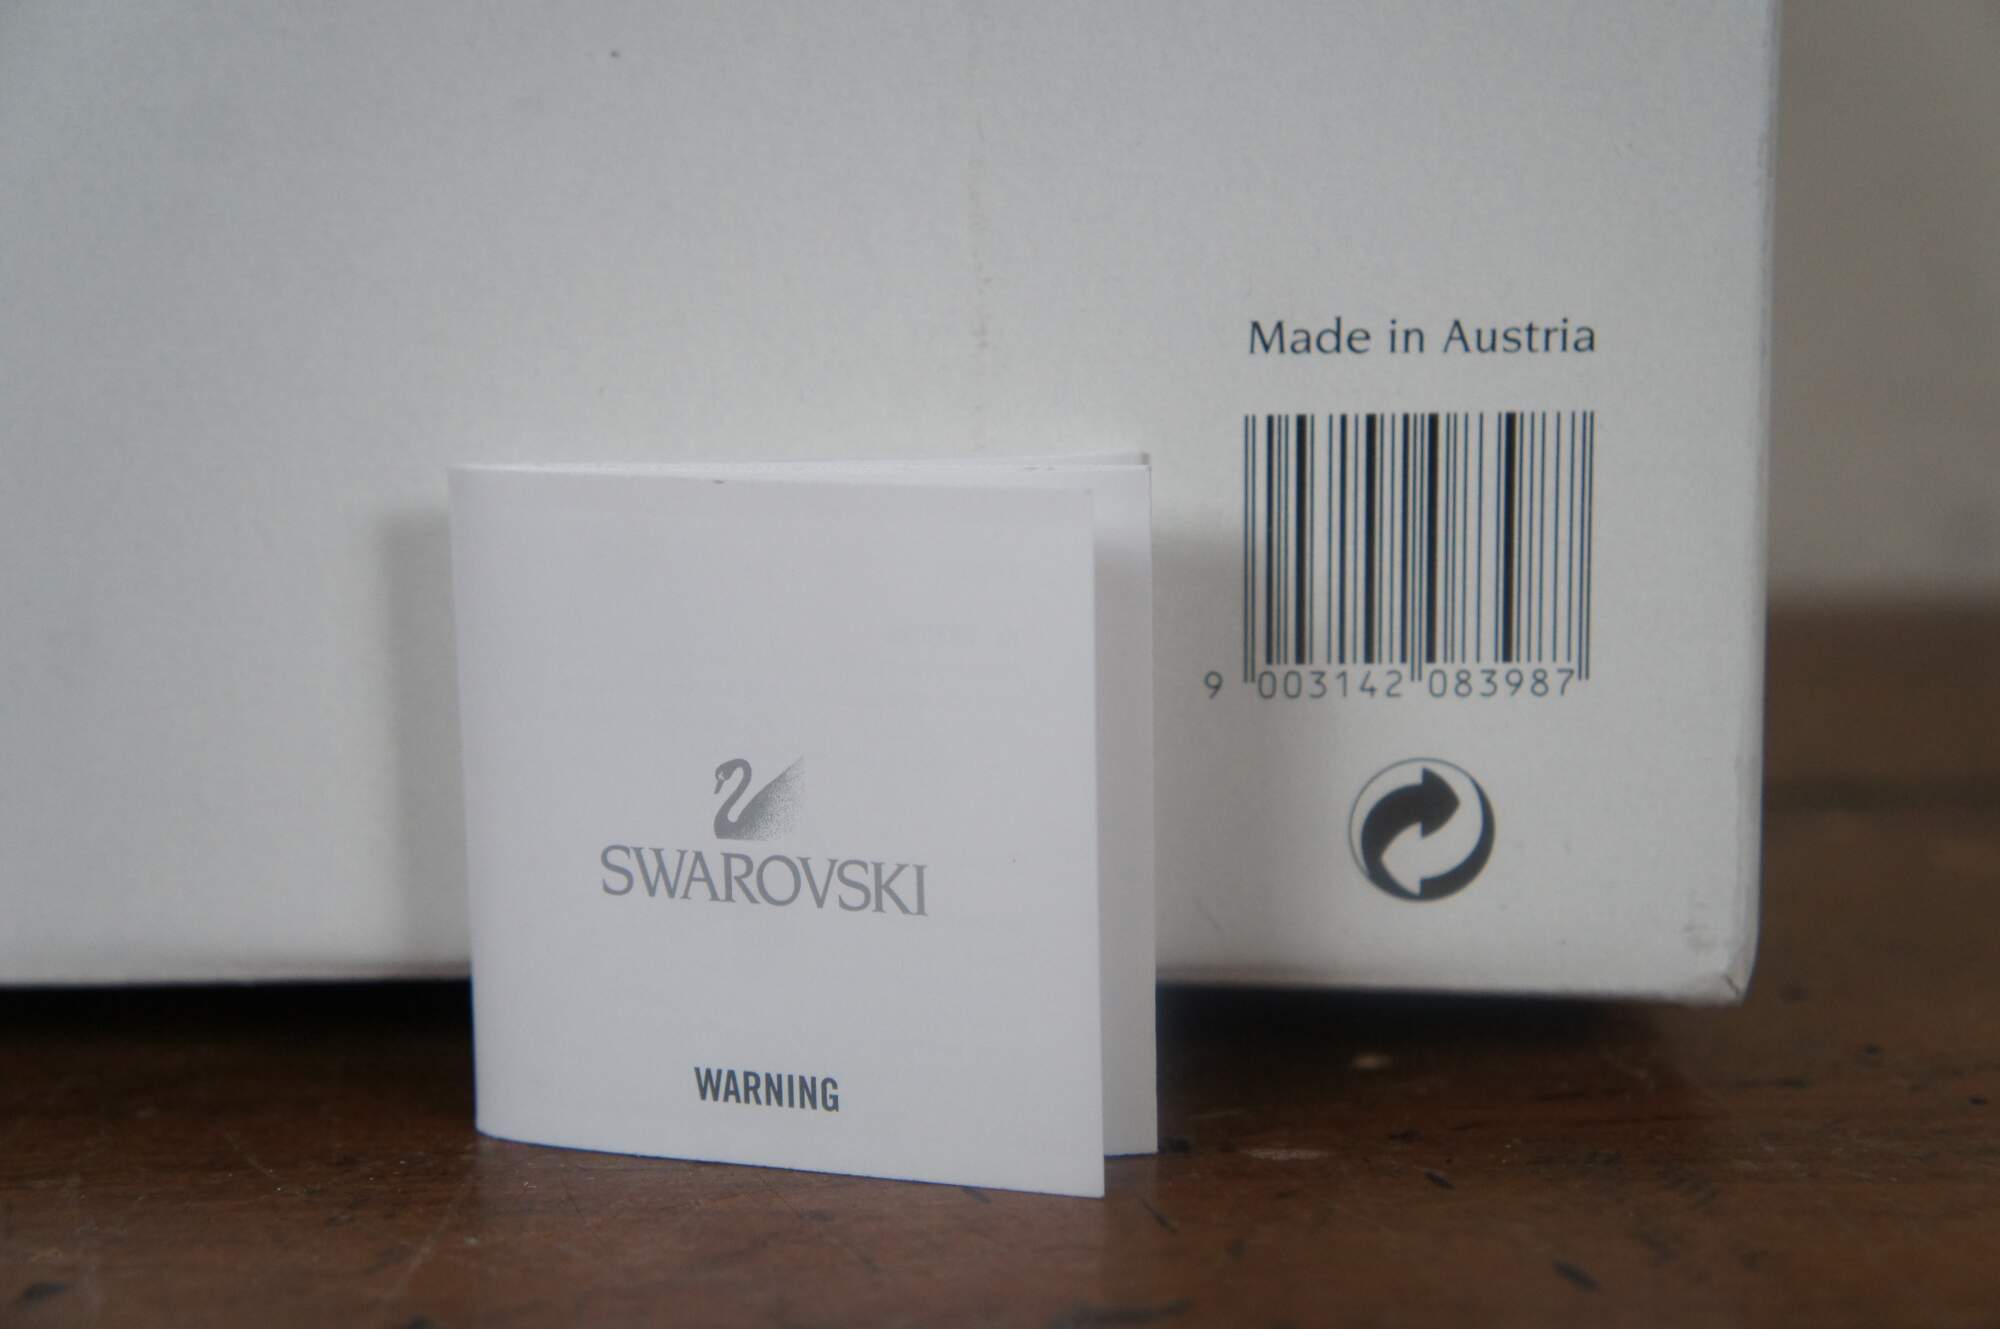 Made in Austria
9 003142 083987
SWAROVSKI
WARNING